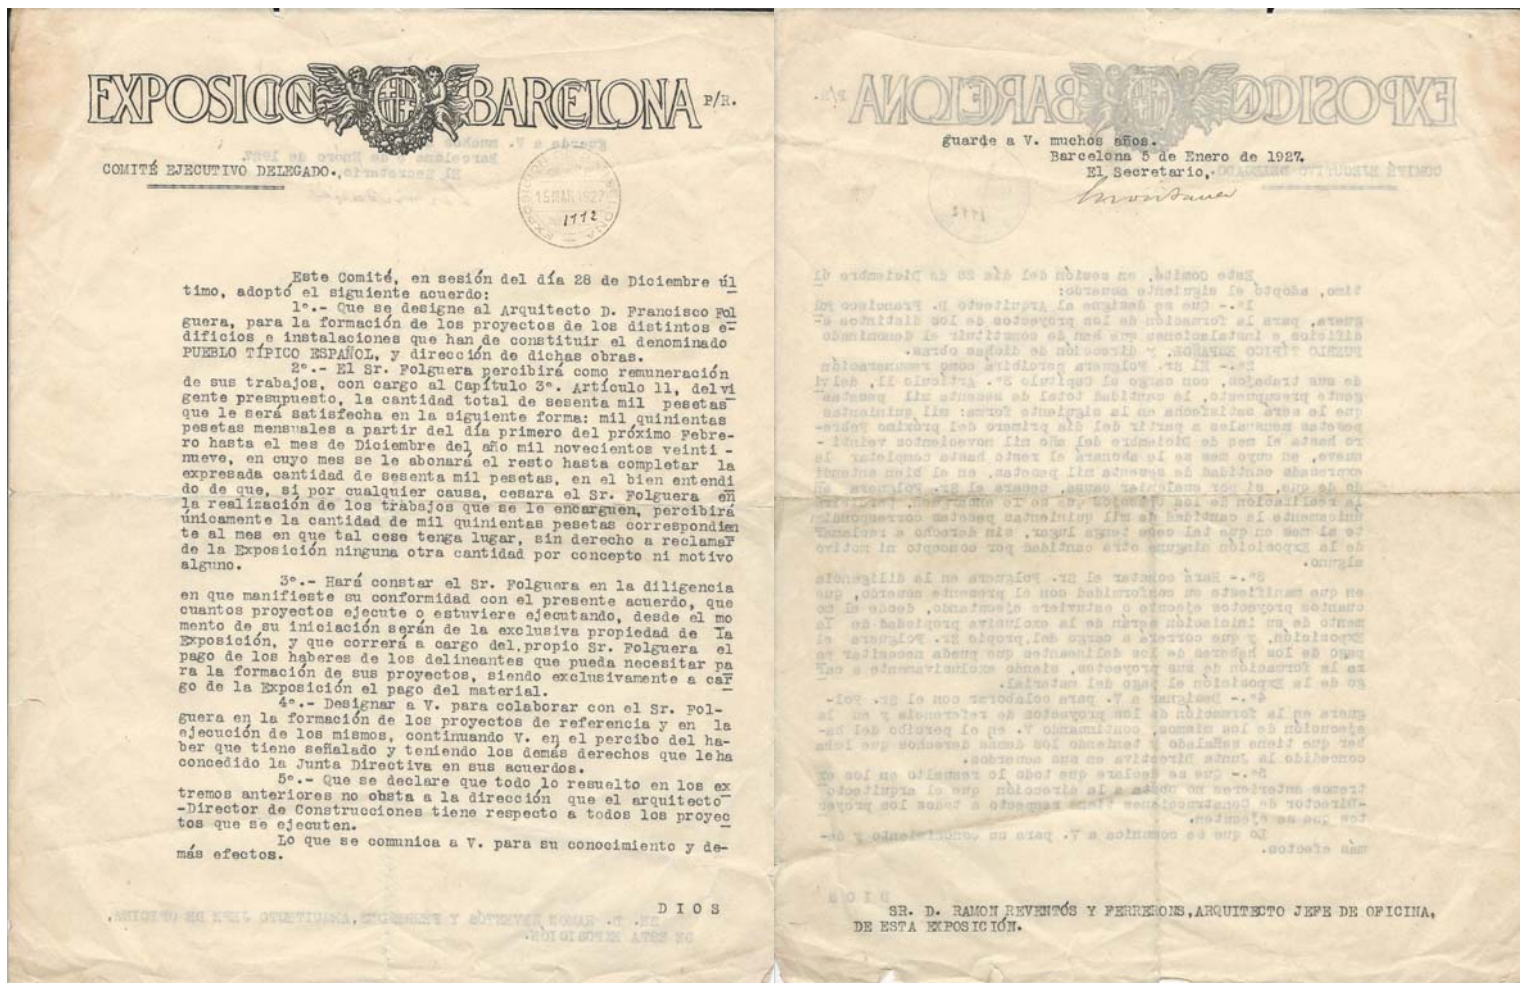 EXPOSICION BARCELONA P/R.
COMITÉ EJECUTIVO DELEGADO.,
15 MAR 1927
1772
Este Comité, en sesión del día 28 de Diciembre úl
timo, adoptó el siguiente acuerdo:
1º.- Que se designe al Arquitecto D. Francisco Fol
guera, para la formación de los proyectos de los distintos e-
dificios e instalaciones que han de constituir el denominado
PUEBLO TÍPICO ESPAÑOL, y dirección de dichas obras.
2º.- El Sr. Folguera percibirá como remuneración
de sus trabajos, con cargo al Capítulo 3º. Artículo 11, delvi
gente presupuesto, la cantidad total de sesenta mil pesetas
que le será satisfecha en la siguiente forma: mil quinientas
pesetas mensuales a partir del día primero del próximo Febre-
ro hasta el mes de Diciembre del año mil novecientos veinti -
nueve, en cuyo mes se le abonará el resto hasta completar la
expresada cantidad de sesenta mil pesetas, en el bien entendi
do de que, si por cualquier causa, cesara el Sr. Folguera en
la realización de los trabajos que se le encarguen, percibirá
únicamente la cantidad de mil quinientas pesetas correspondien
te al mes en que tal cese tenga lugar, sin derecho a reclamar
de la Exposición ninguna otra cantidad por concepto ni motivo
alguno.
3º.- Hará constar el Sr. Folguera en la diligencia
en que manifieste su conformidad con el presente acuerdo, que
cuantos proyectos ejecute o estuviere ejecutando, desde el mo
mento de su iniciación serán de la exclusiva propiedad de la
Exposición, y que correrá a cargo del.propio Sr. Folguera el
pago de los haberes de los delineantes que pueda necesitar pa
ra la formación de sus proyectos, siendo exclusivamente a car
go de la Exposición el pago del material.
4º.- Designar a V. para colaborar con el Sr. Fol-
guera en la formación de los proyectos de referencia y en la
ejecución de los mismos, continuando V. en el percibo del ha-
ber que tiene señalado y teniendo los demás derechos que leha
concedido la Junta Directiva en sus acuerdos.
5º.- Que se declare que todo lo resuelto en los ex
tremos anteriores no obsta a la dirección que el arquitecto
-Director de Construcciones tiene respecto a todos los proyec
tos que se ejecuten.
Lo que se comunica a V. para su conocimiento y de-
más efectos.
DIOS
guarde a V. muchos años.
Barcelona 5 de Enero de 1927.
El Secretario,
SR. D. RAMON REVENTÓS Y FERRERONS,ARQUITECTO JEFE DE OFICINA,
DE ESTA EXPOSICIÓN.